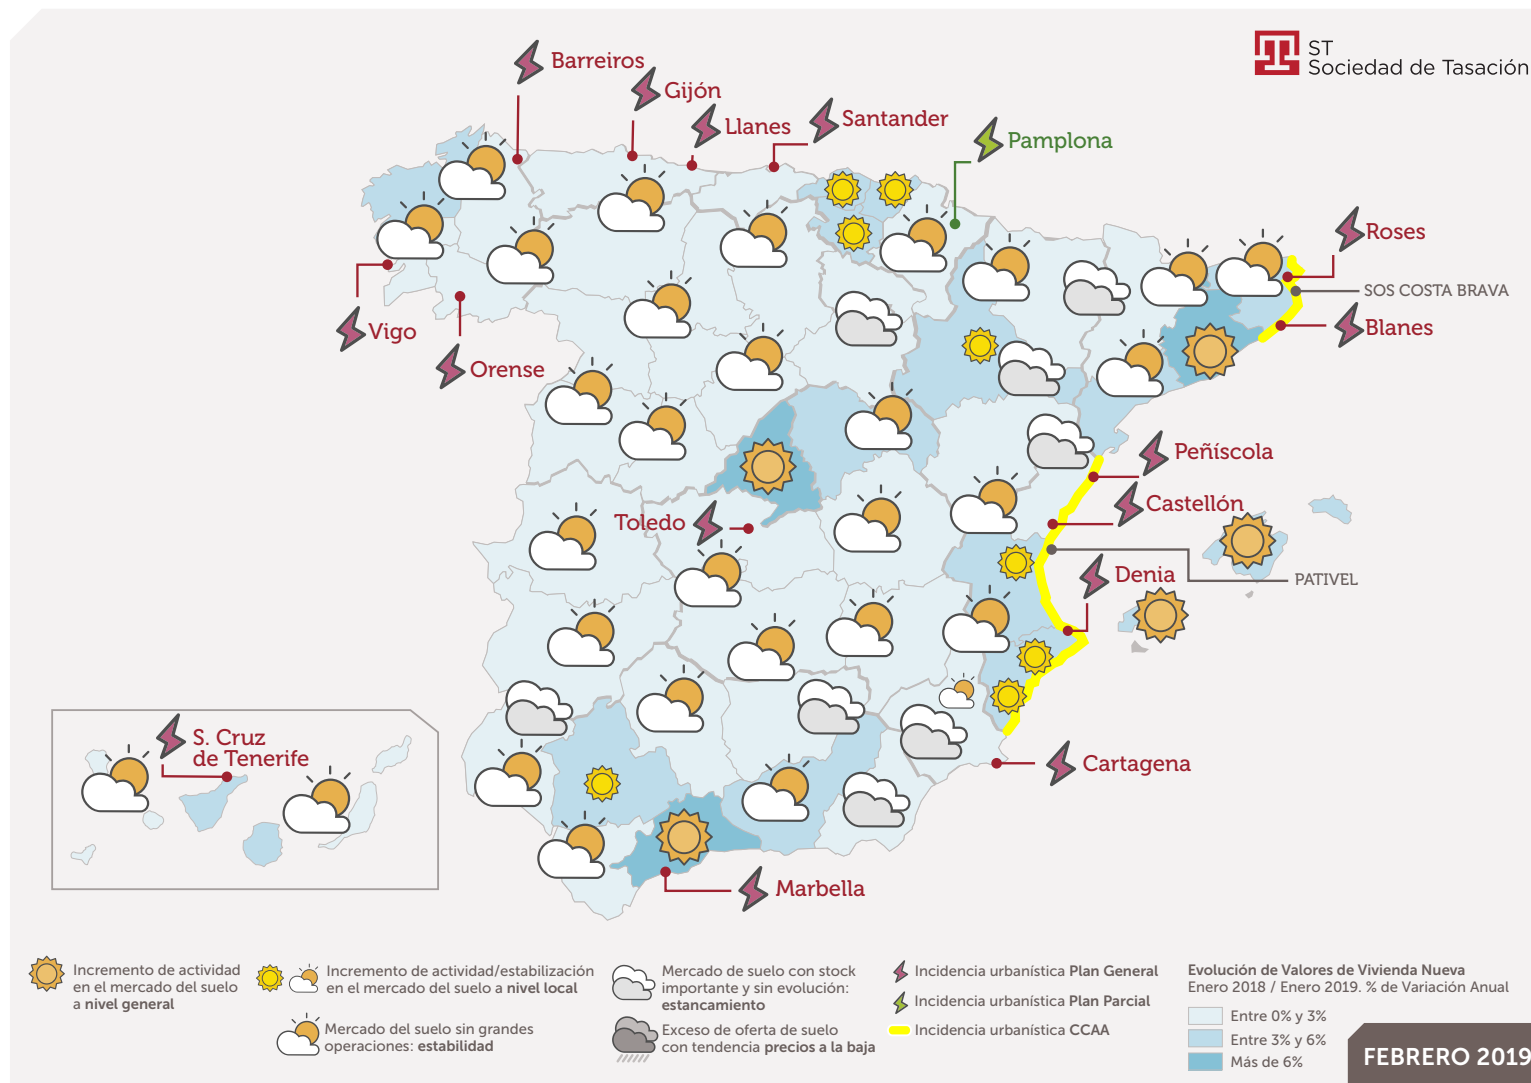 ST
Sociedad de Tasación
Barreiros
Gijón
Llanes
Santander
Pamplona
Roses
SOS COSTA BRAVA
Blanes
Vigo
Orense
Peñíscola
Castellón
Toledo
Denia
PATIVEL
S. Cruz
de Tenerife
Cartagena
Marbella
Incremento de actividad
en el mercado del suelo
a nivel general
Incremento de actividad/estabilización
en el mercado del suelo a nivel local
Mercado del suelo sin grandes
operaciones: estabilidad
Mercado de suelo con stock
importante y sin evolución:
estancamiento
Exceso de oferta de suelo
con tendencia precios a la baja
Incidencia urbanística Plan General
Incidencia urbanística Plan Parcial
Incidencia urbanística CCAA
Evolución de Valores de Vivienda Nueva
Enero 2018 / Enero 2019. % de Variación Anual
Entre 0% y 3%
Entre 3% y 6%
Más de 6%
FEBRERO 2019